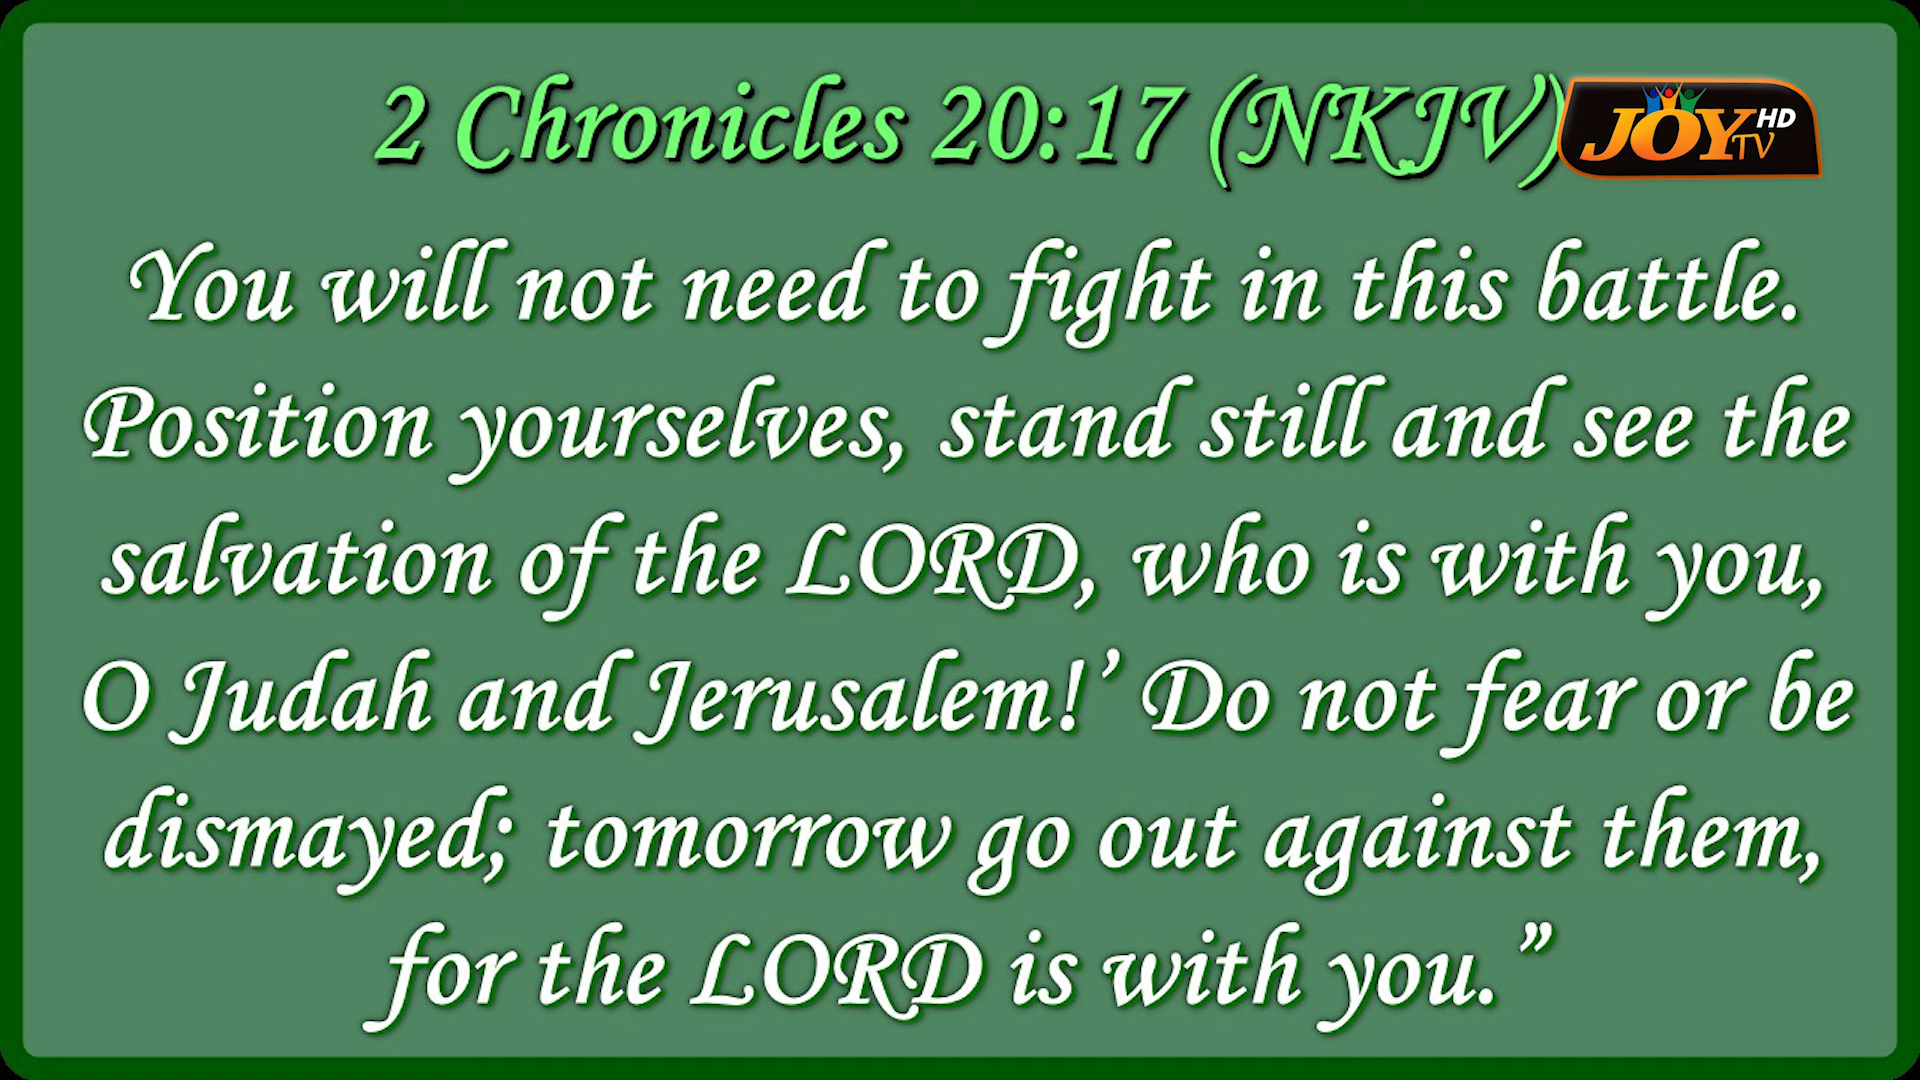 2 Chronicles 20:17 (NKJV)
JOY TV HD
You will not need to fight in this battle.
Position yourselves, stand still and see the
salvation of the LORD, who is with you,
O Judah and Jerusalem!’ Do not fear or be
dismayed; tomorrow go out against them,
for the LORD is with you.”